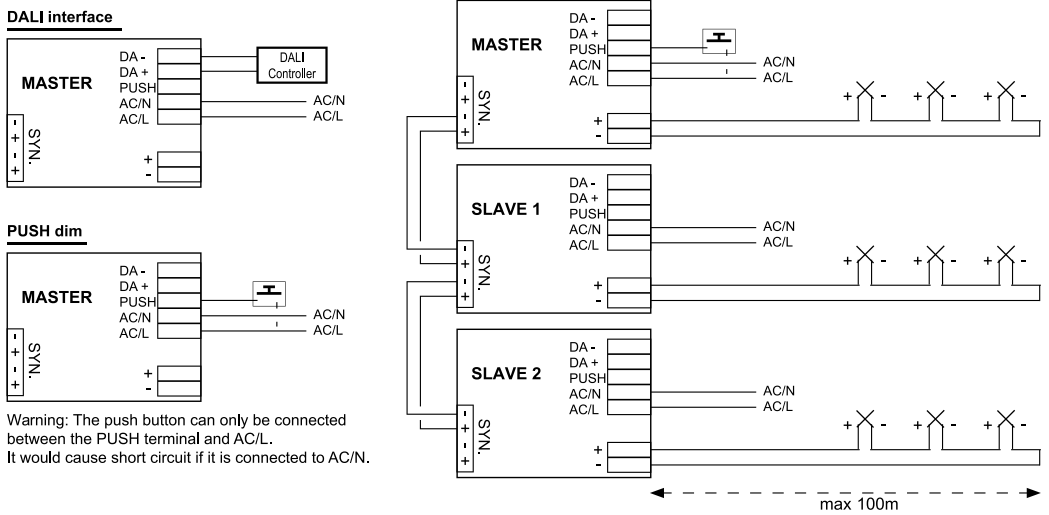 DALI interface
MASTER
DA -
DA +
PUSH
AC/N
AC/L
DALI
Controller
AC/N
AC/L
- + - +
SYN.
+
-
PUSH dim
MASTER
DA -
DA +
PUSH
AC/N
AC/L
AC/N
AC/L
- + - +
SYN.
+
-
Warning: The push button can only be connected
between the PUSH terminal and AC/L.
It would cause short circuit if it is connected to AC/N.
MASTER
DA -
DA +
PUSH
AC/N
AC/L
AC/N
AC/L
- + - +
SYN.
+
-
+ - + - + -
SLAVE 1
DA -
DA +
PUSH
AC/N
AC/L
AC/N
AC/L
- + - +
SYN.
+
-
+ - + - + -
SLAVE 2
DA -
DA +
PUSH
AC/N
AC/L
AC/N
AC/L
- + - +
SYN.
+
-
+ - + - + -
max 100m